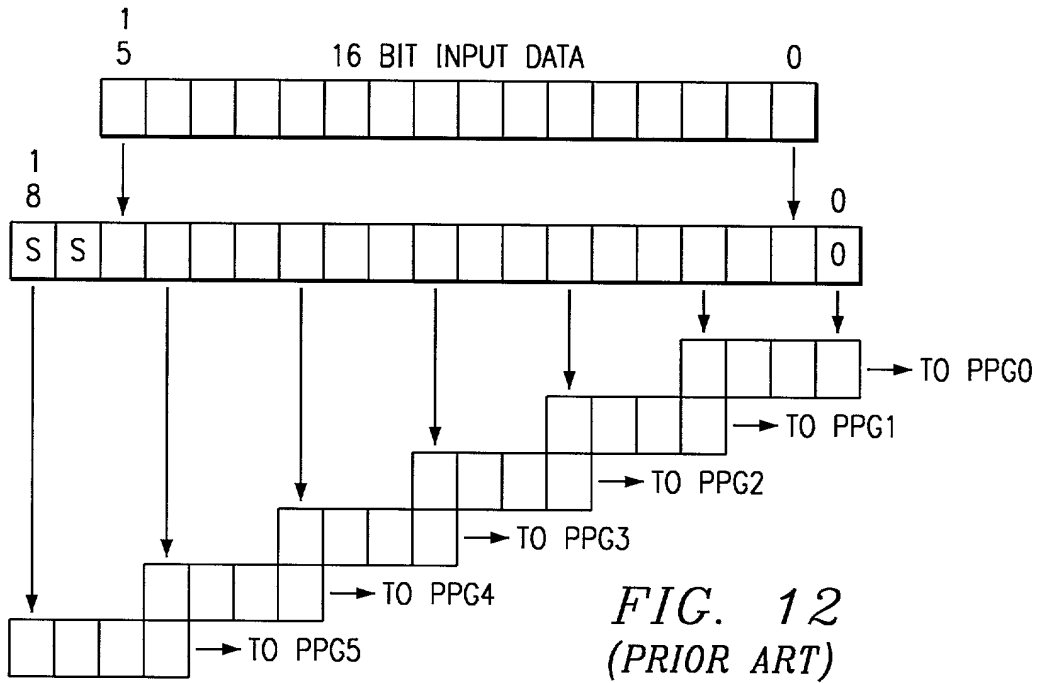 1
5 16 BIT INPUT DATA 0
1
8 0
S S 0
TO PPG0
TO PPG1
TO PPG2
TO PPG3
TO PPG4
TO PPG5
FIG. 12
(PRIOR ART)